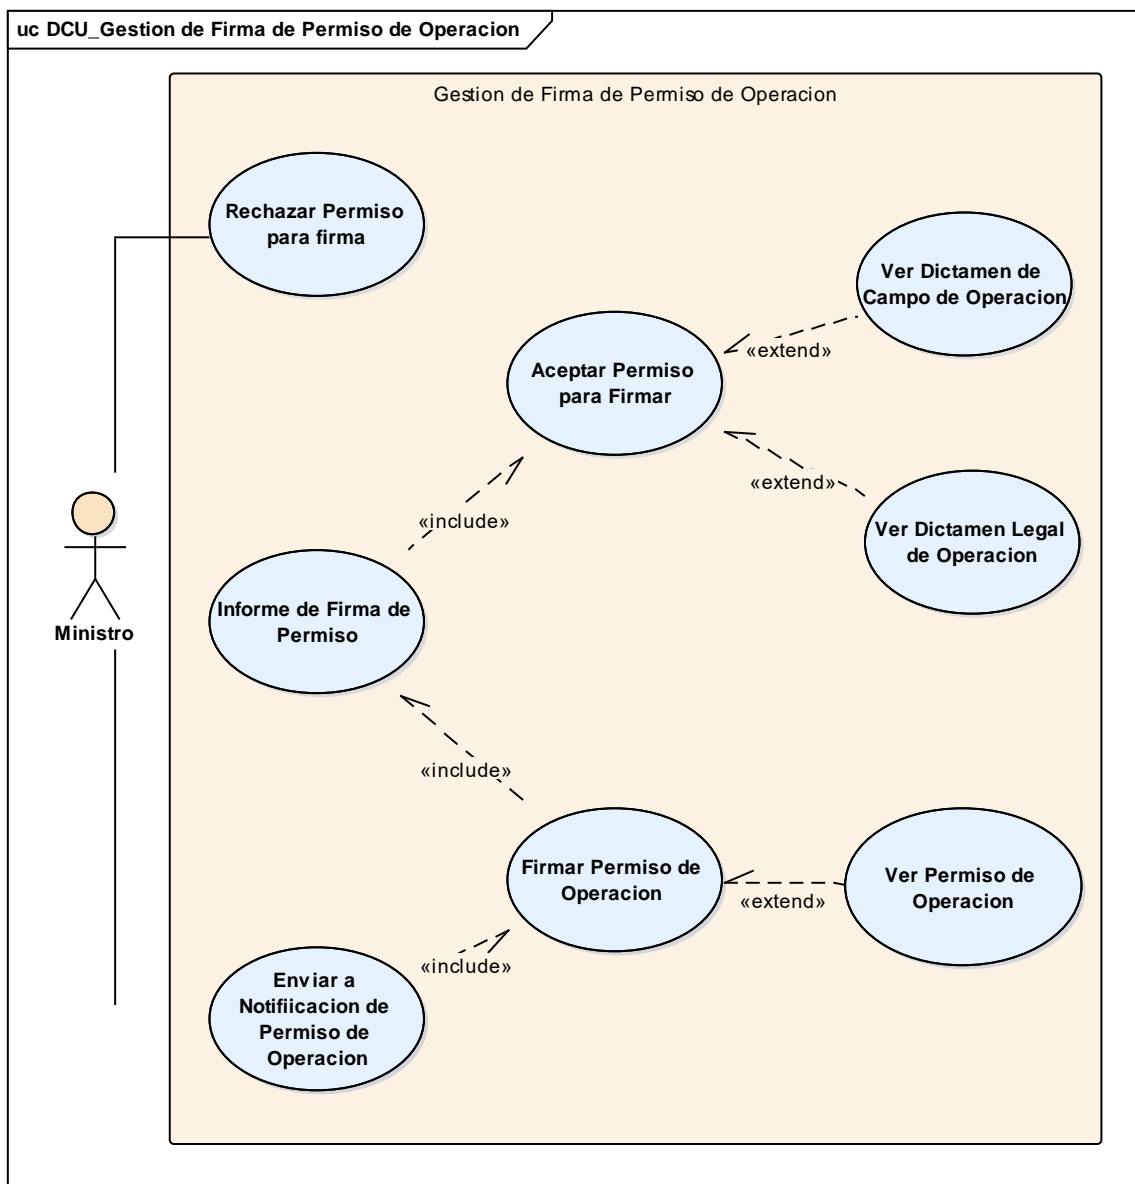 uc DCU_Gestion de Firma de Permiso de Operacion
Gestion de Firma de Permiso de Operacion
Rechazar Permiso
para firma
Ver Dictamen de
Campo de Operacion
«extend»
Aceptar Permiso
para Firmar
«extend»
Ver Dictamen Legal
de Operacion
«include»
Informe de Firma de
Permiso
Ministro
«include»
Firmar Permiso de
Operacion
Ver Permiso de
Operacion
«extend»
«include»
Enviar a
Notifiicacion de
Permiso de
Operacion